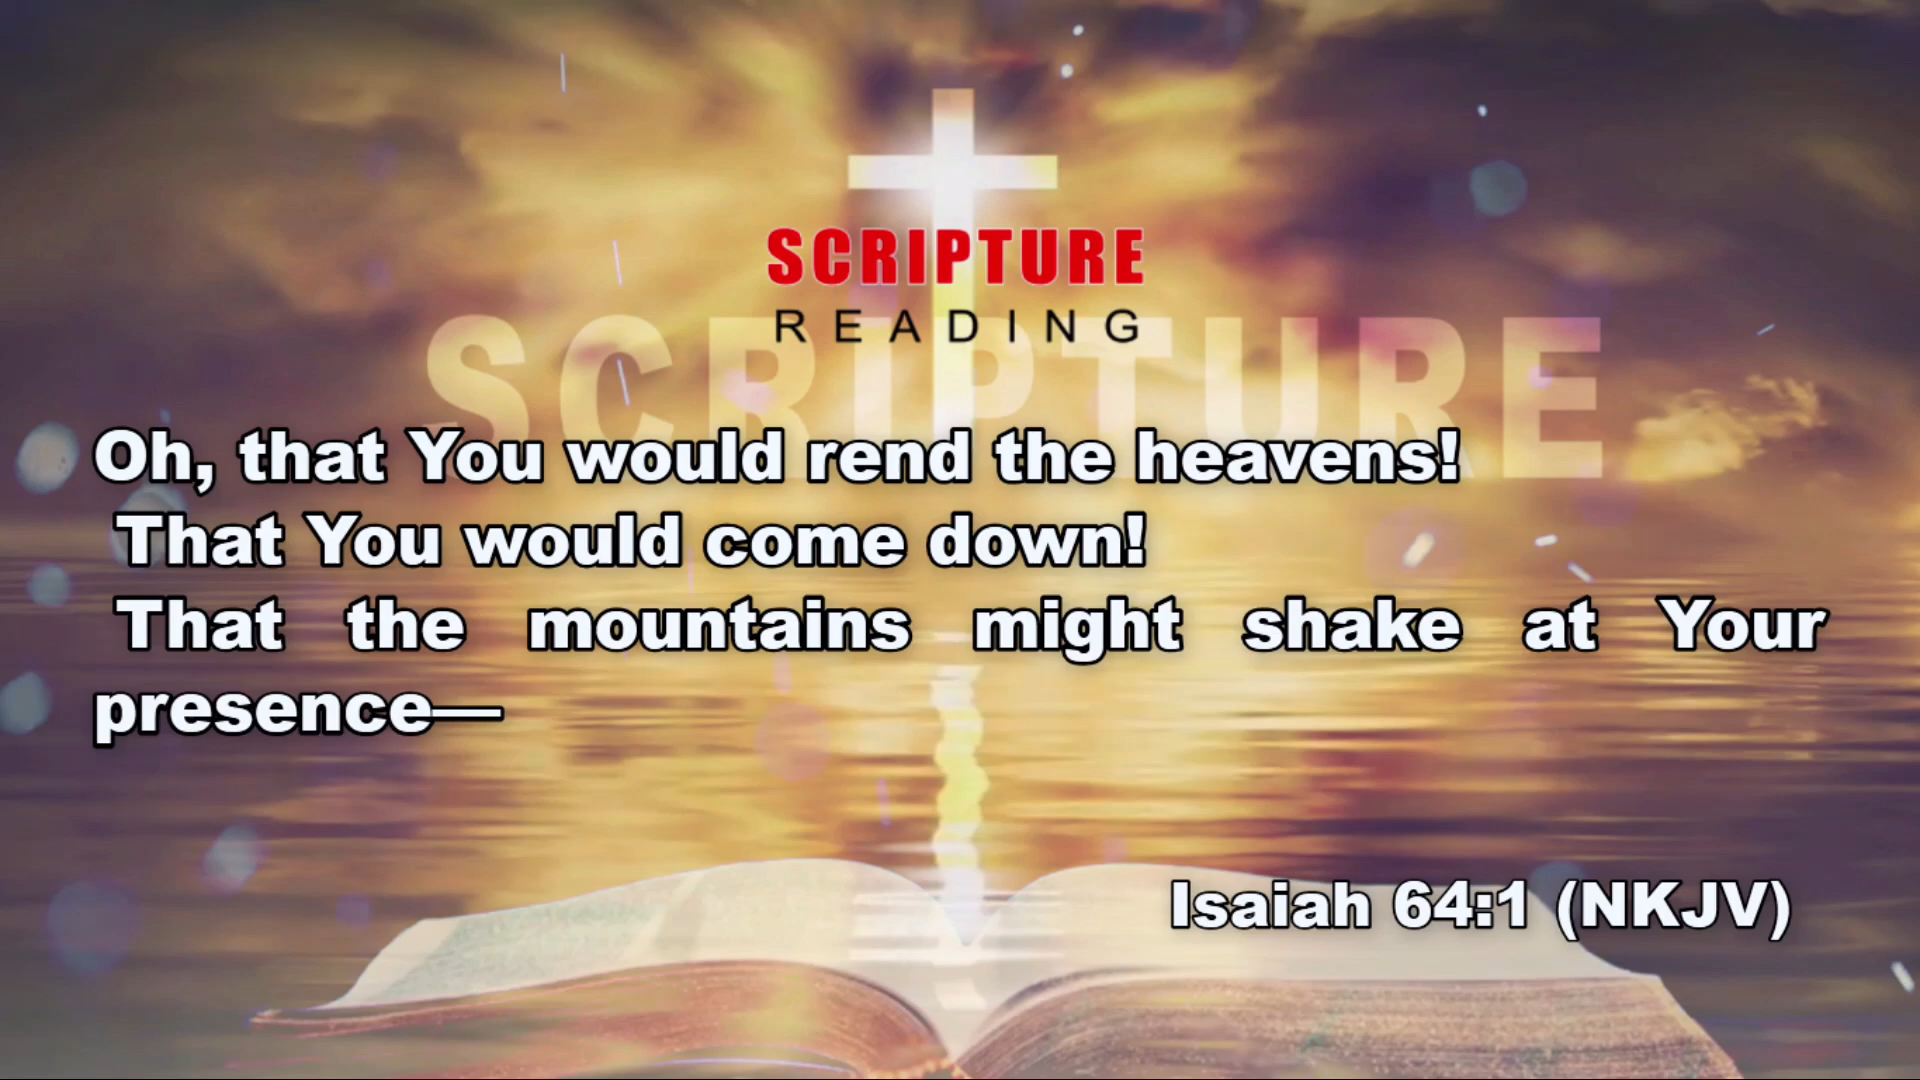 SCRIPTURE
READING
SCRIPTURE
Oh, that You would rend the heavens!
That You would come down!
That the mountains might shake at Your
presence—
Isaiah 64:1 (NKJV)